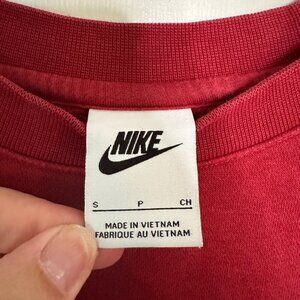 NIKE
S P CH
MADE IN VIETNAM
FABRIQUE AU VIETNAM